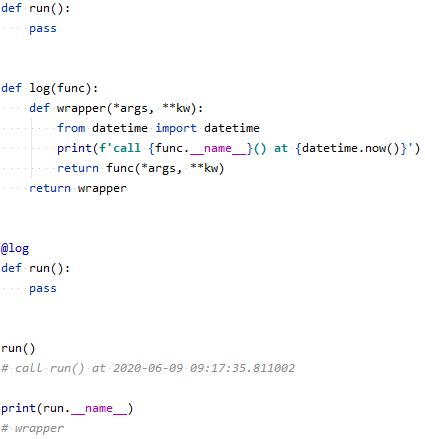 def run():
    pass


def log(func):
    def wrapper(*args, **kw):
        from datetime import datetime
        print(f'call {func.__name__}() at {datetime.now()}')
        return func(*args, **kw)
    return wrapper


@log
def run():
    pass


run()
# call run() at 2020-06-09 09:17:35.811002

print(run.__name__)
# wrapper